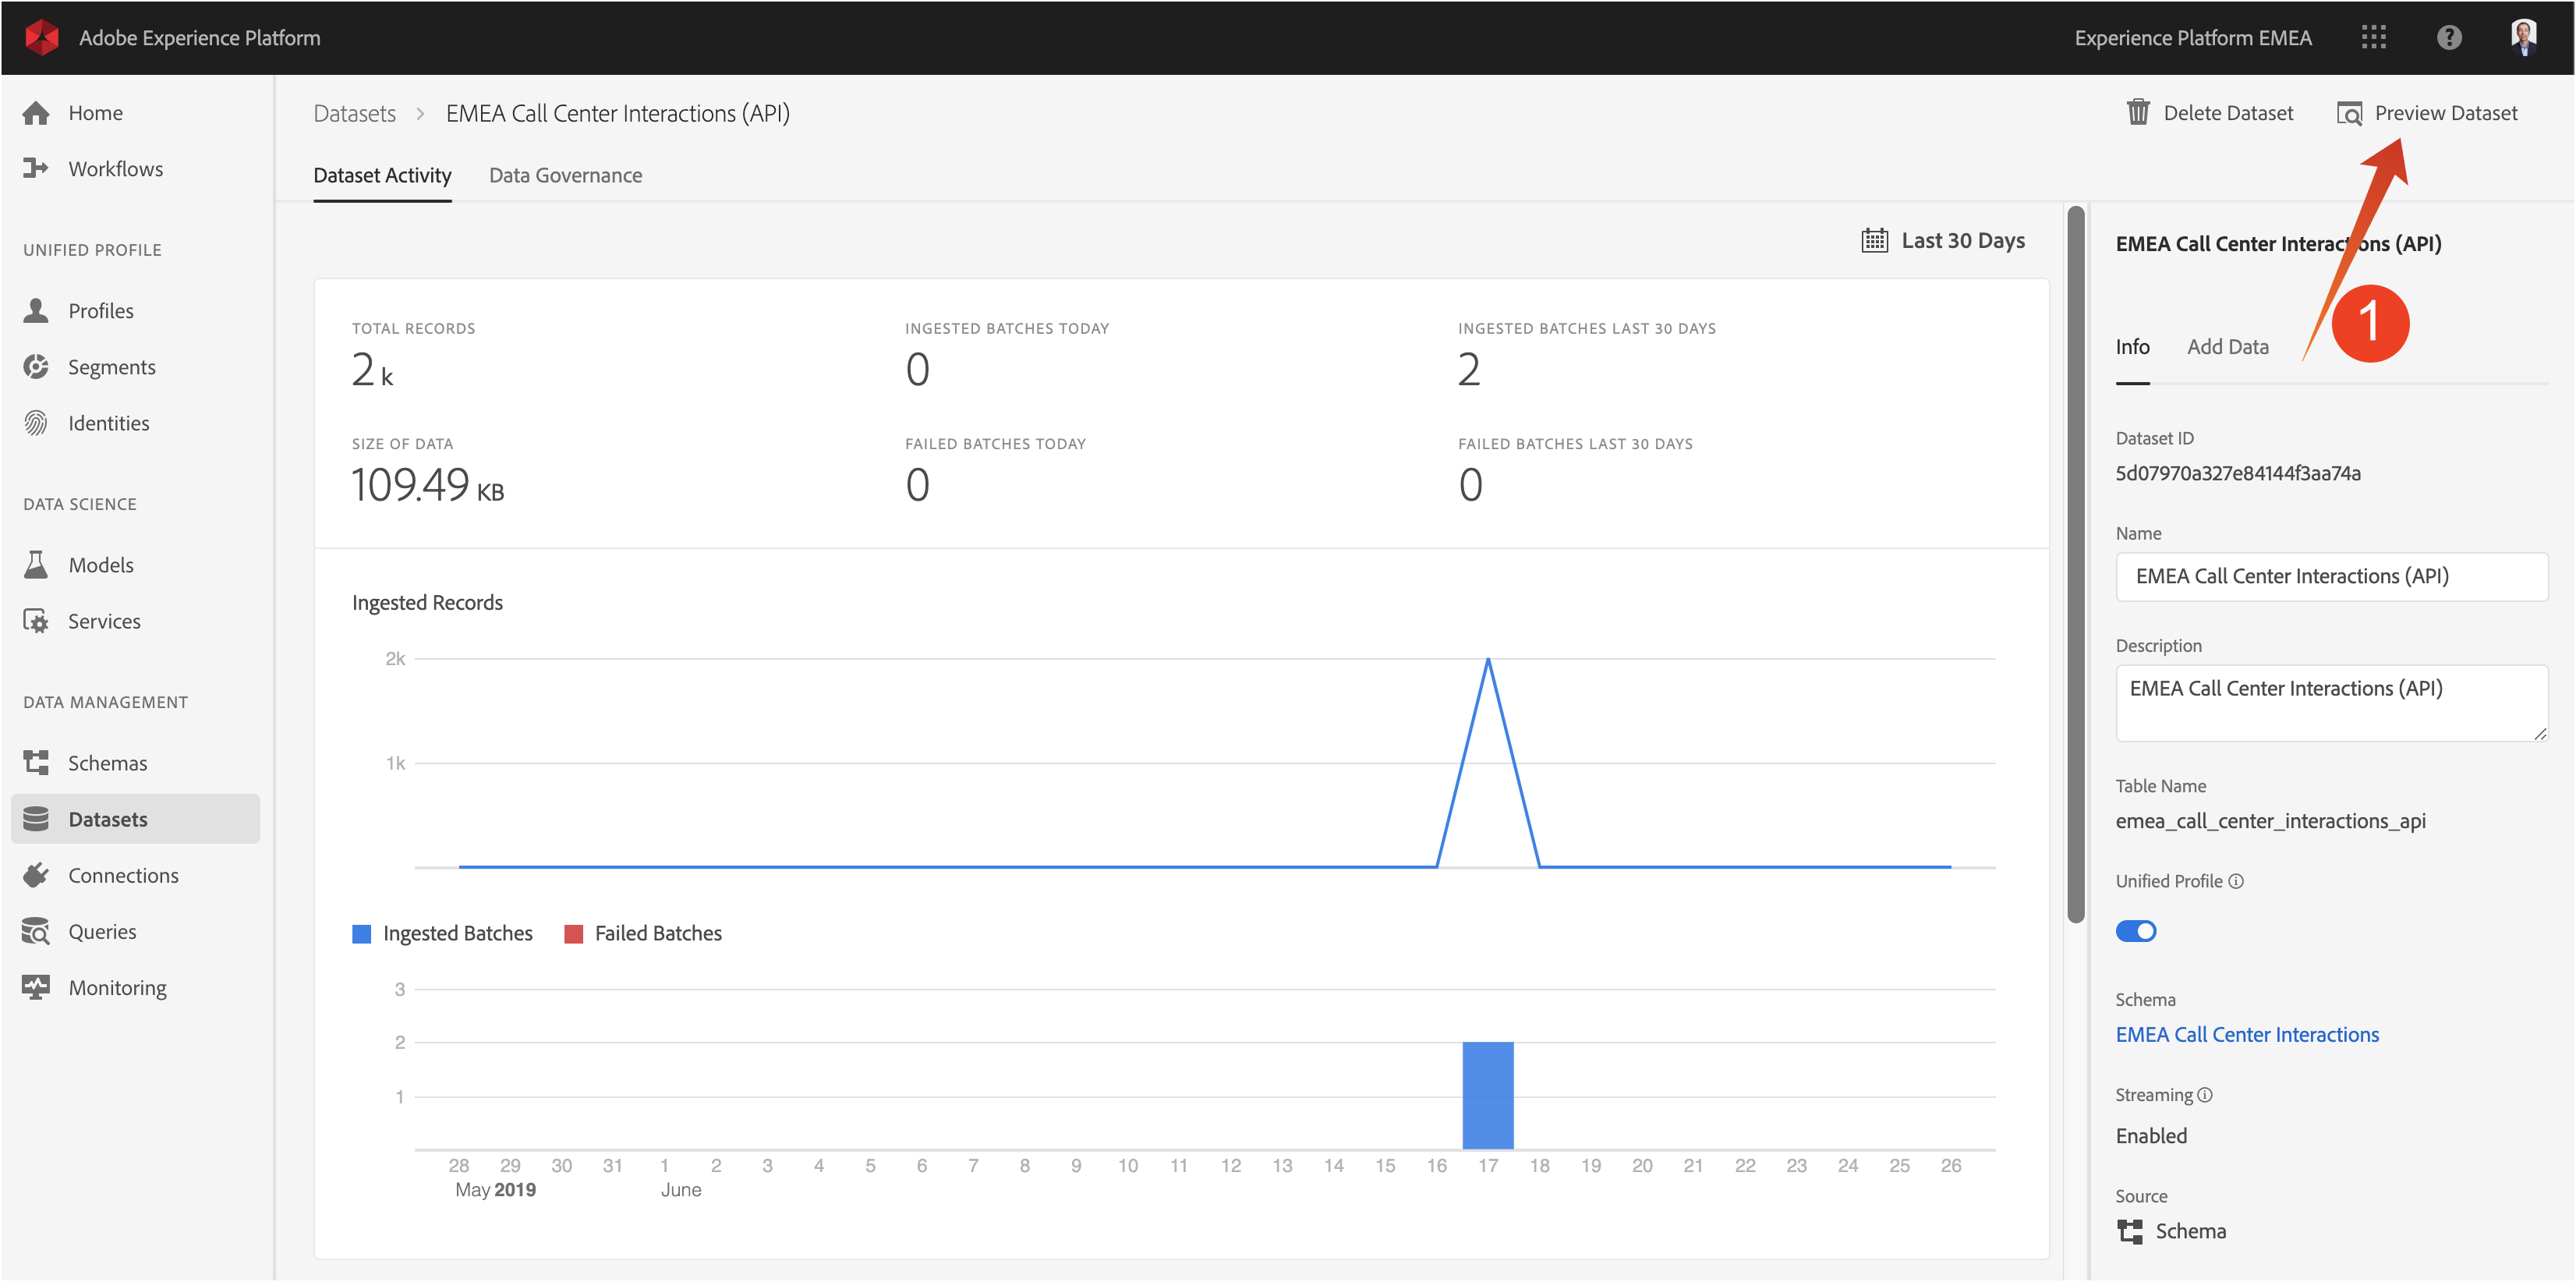 Adobe Experience Platform
Experience Platform EMEA
?
Home
Workflows
UNIFIED PROFILE
Profiles
Segments
Identities
DATA SCIENCE
Models
Services
DATA MANAGEMENT
Schemas
Datasets
Connections
Queries
Monitoring
Datasets > EMEA Call Center Interactions (API)
Delete Dataset
Preview Dataset
Dataset Activity
Data Governance
Last 30 Days
TOTAL RECORDS
2 k
INGESTED BATCHES TODAY
0
INGESTED BATCHES LAST 30 DAYS
2
SIZE OF DATA
109.49 KB
FAILED BATCHES TODAY
0
FAILED BATCHES LAST 30 DAYS
0
Ingested Records
2k
1k
Ingested Batches
Failed Batches
3
2
1
28 29 30 31 1 2 3 4 5 6 7 8 9 10 11 12 13 14 15 16 17 18 19 20 21 22 23 24 25 26
May 2019 June
EMEA Call Center Interactions (API)
1
Info
Add Data
Dataset ID
5d07970a327e84144f3aa74a
Name
EMEA Call Center Interactions (API)
Description
EMEA Call Center Interactions (API)
Table Name
emea_call_center_interactions_api
Unified Profile
Schema
EMEA Call Center Interactions
Streaming
Enabled
Source
Schema